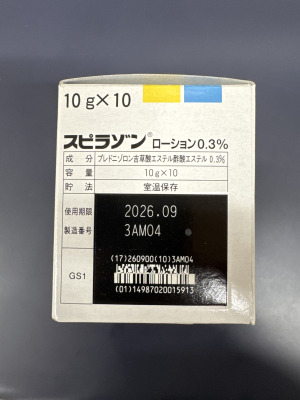 10g×10
スピラゾン® ローション0.3%
成分 プレドニゾロン吉草酸エステル酢酸エステル 0.3%
容量 10g×10
貯法 室温保存
使用期限 2026.09
製造番号 3AM04
GS1
(17)260900(10)3AM04
(01)14987020015913